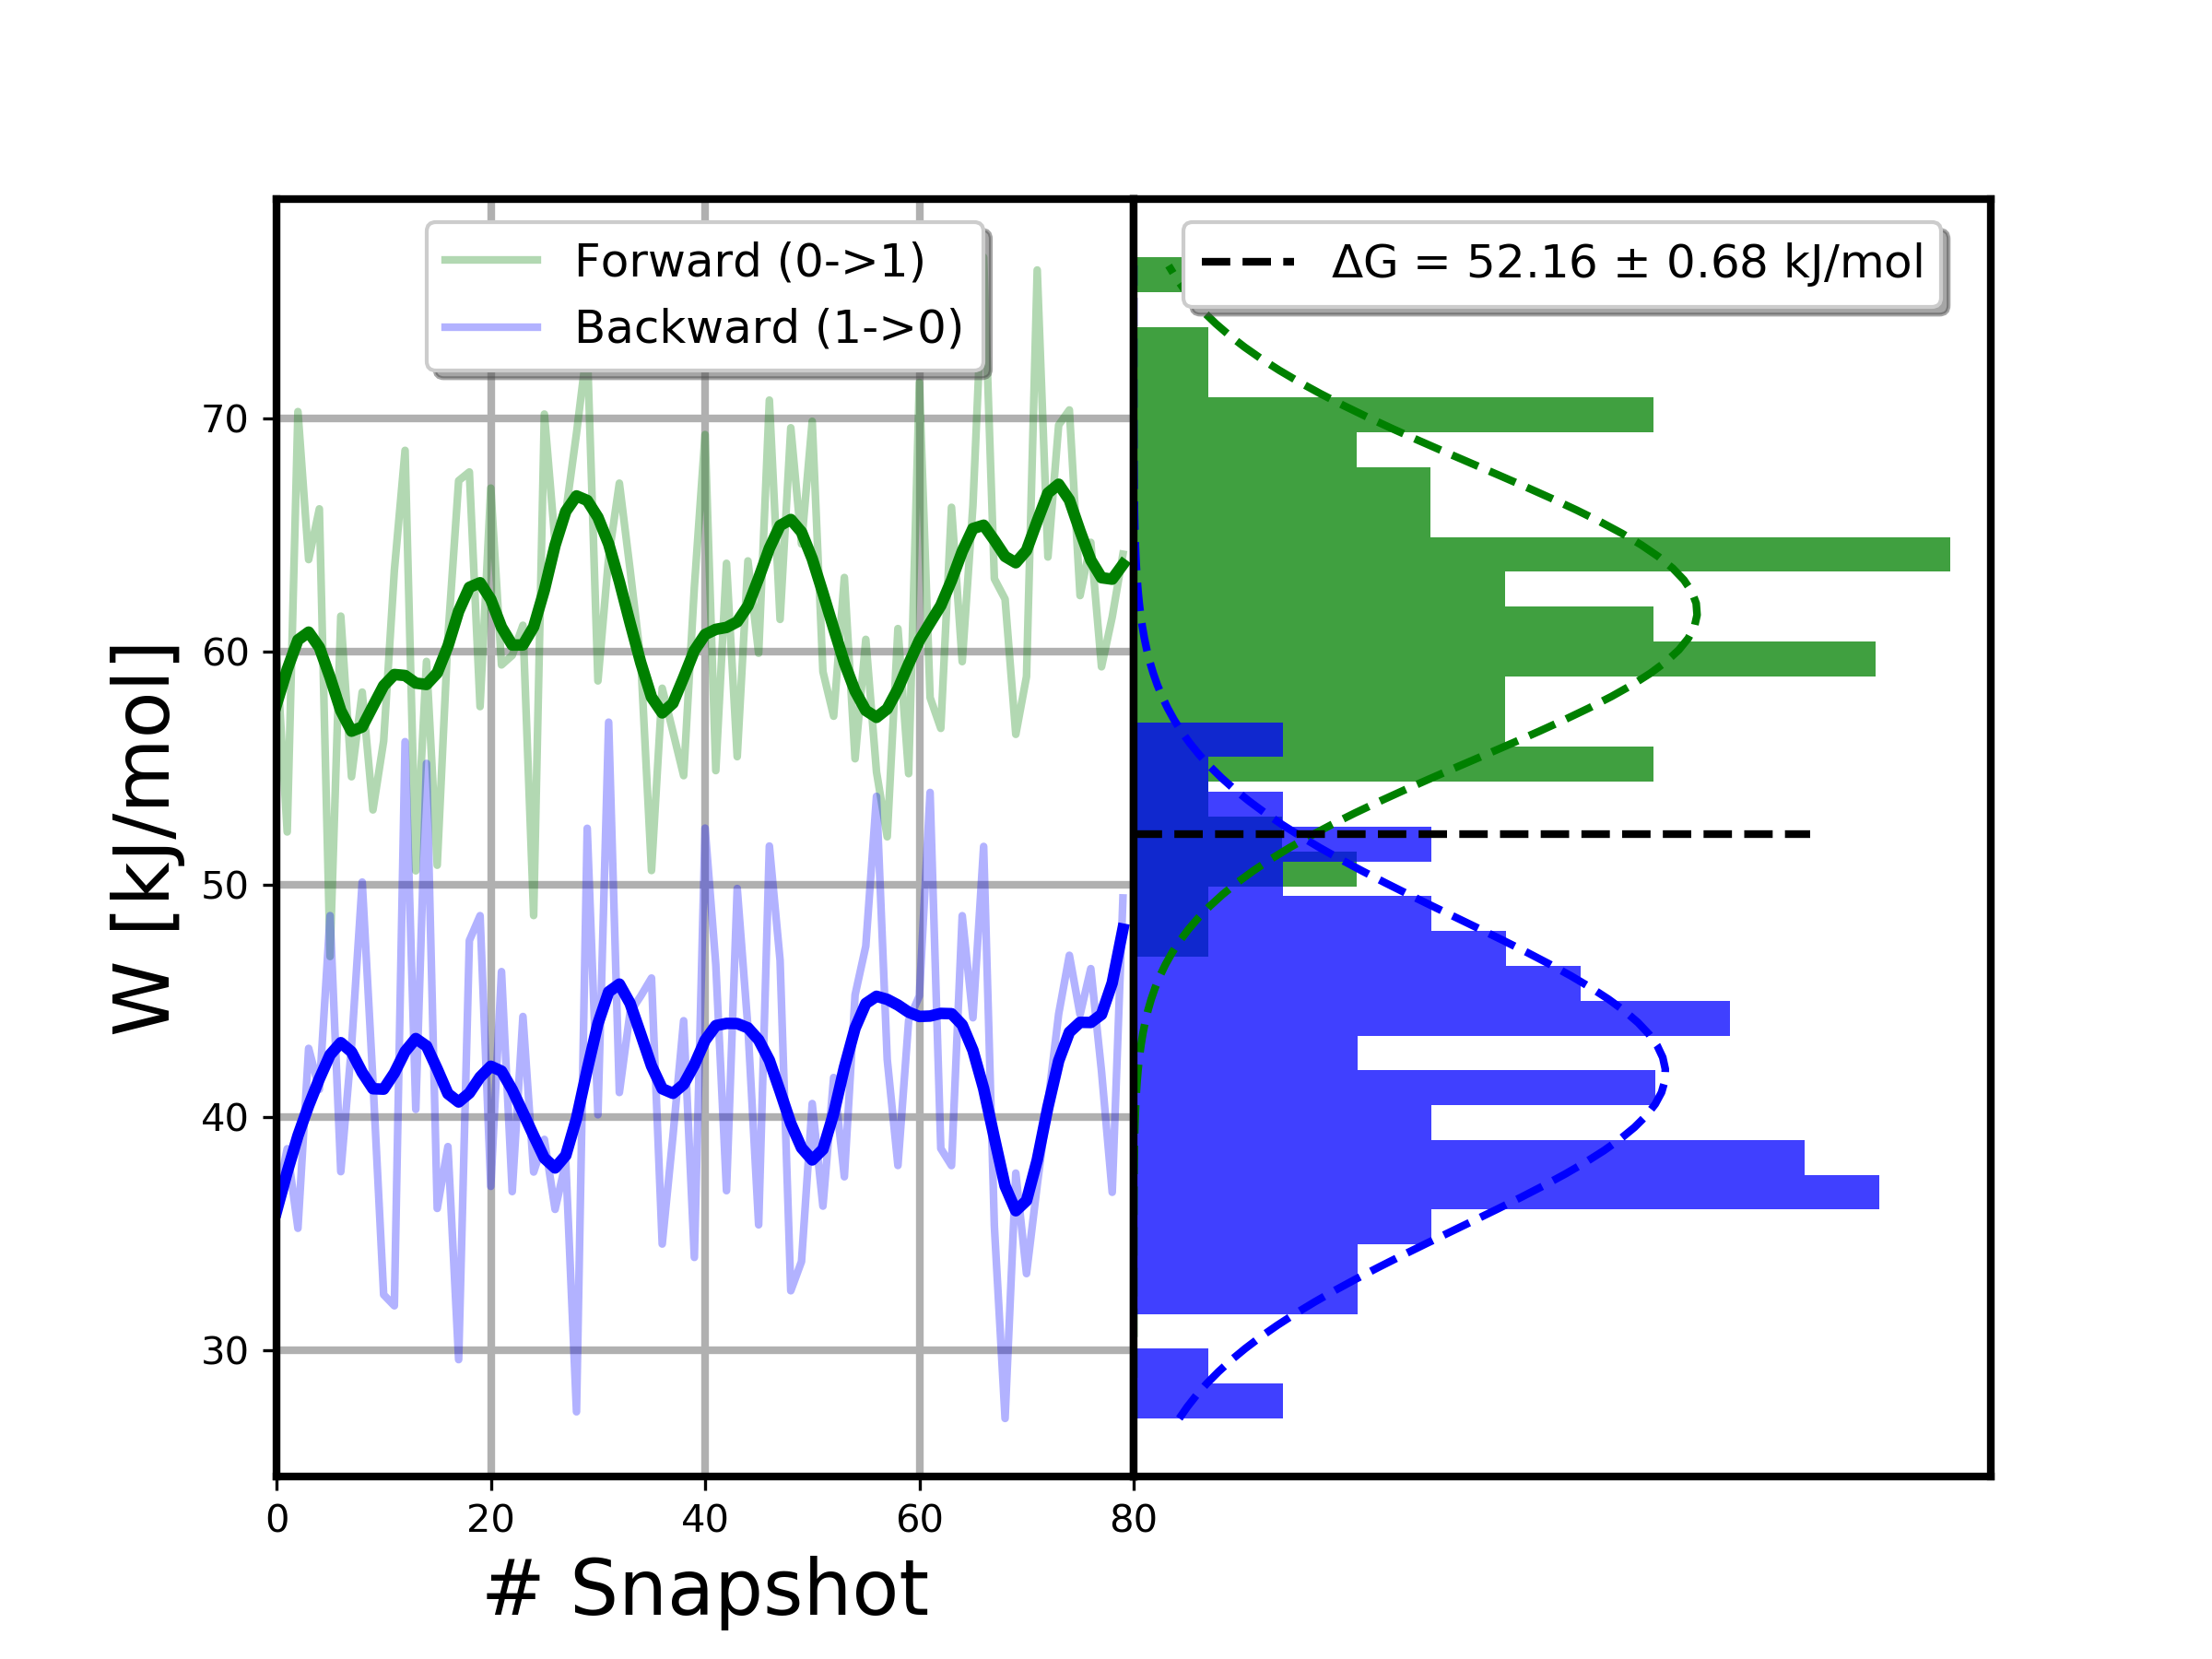 Forward (0->1)
Backward (1->0)
ΔG = 52.16 ± 0.68 kJ/mol
W [kJ/mol]
70
60
50
40
30
0 20 40 60 80
# Snapshot